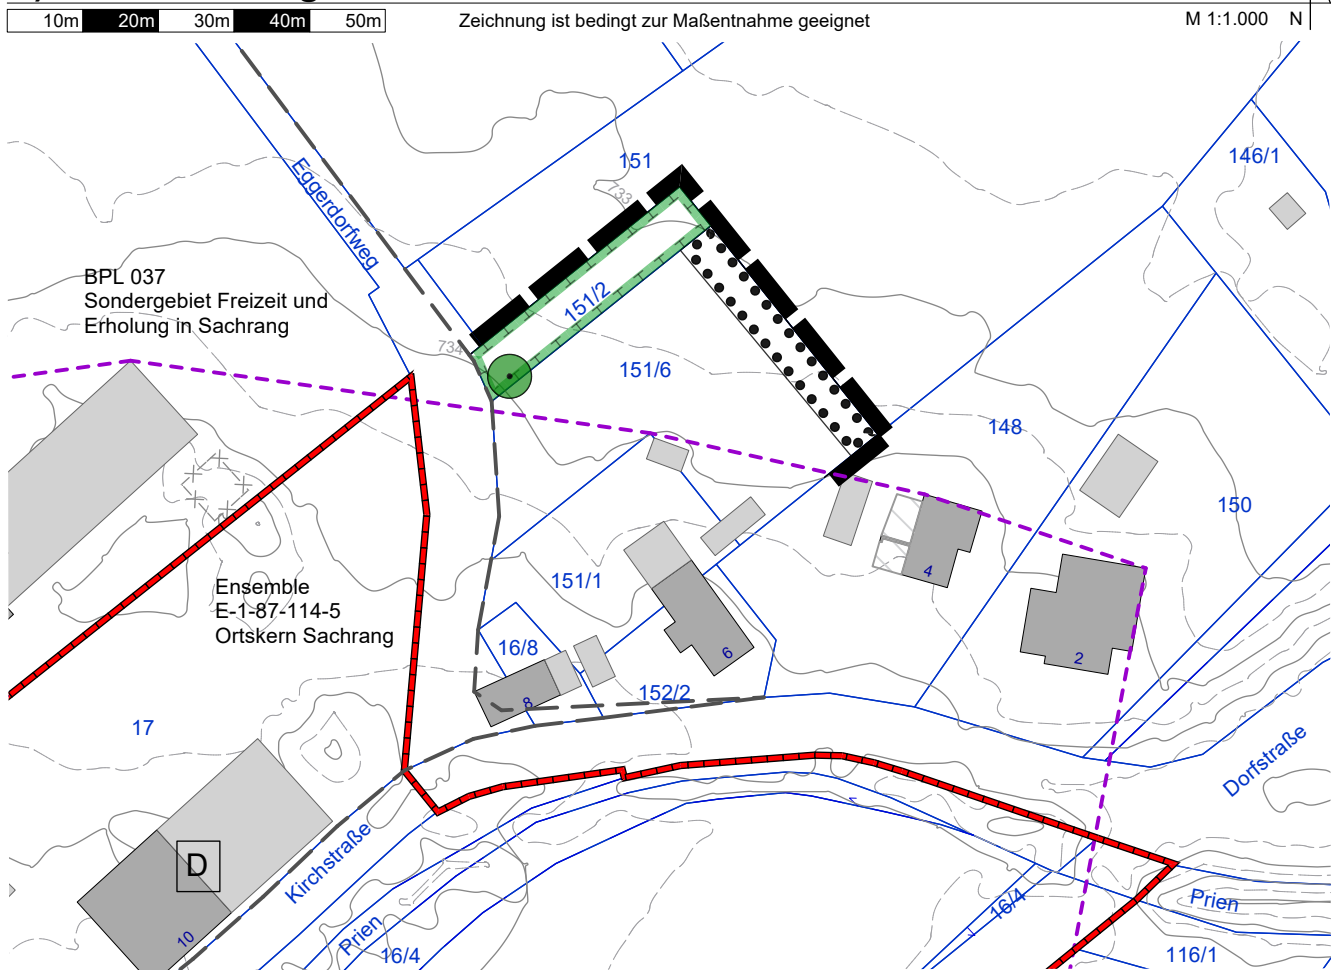 10m 20m 30m 40m 50m
Zeichnung ist bedingt zur Maßentnahme geeignet
M 1:1.000 N
146/1
151
733
Eggerdorfweg
BPL 037
Sondergebiet Freizeit und
Erholung in Sachrang
151/2
734
151/6
148
150
4
Ensemble
E-1-87-114-5
Ortskern Sachrang
151/1
16/8
6
2
8
152/2
17
Dorfstraße
D
Kirchstraße
10
Prien
16/4
16/4
Prien
116/1